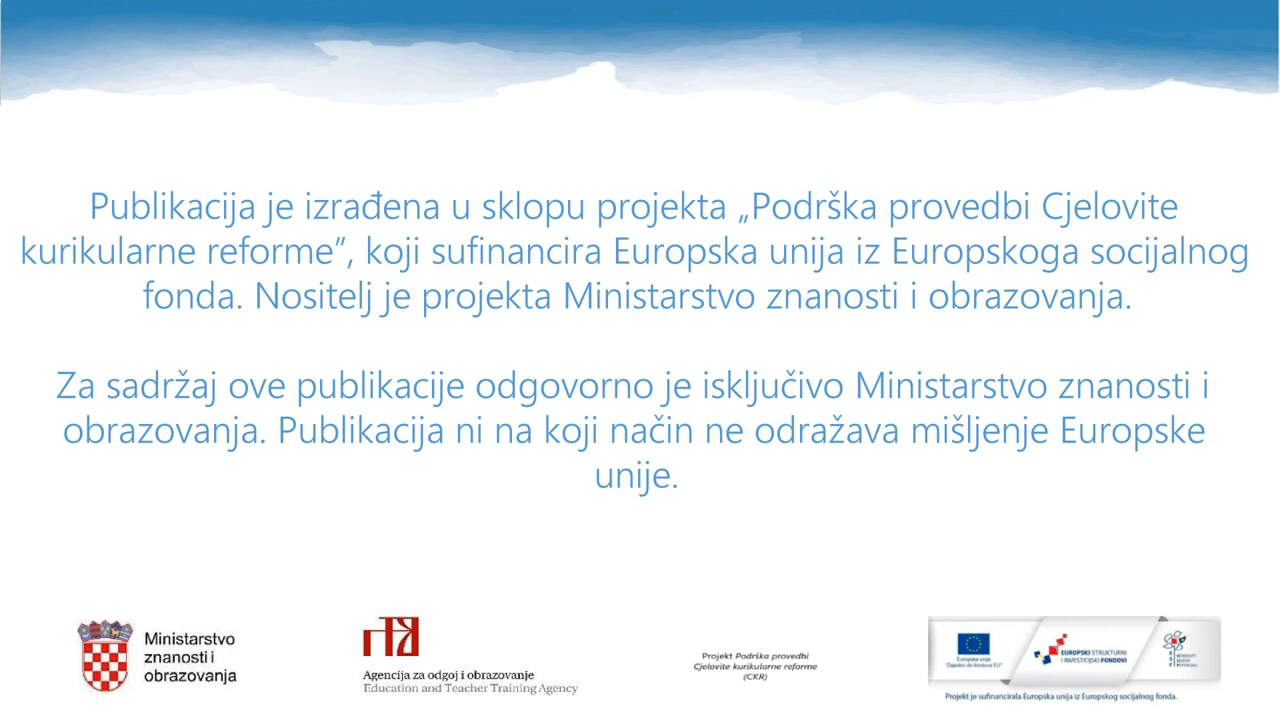 Publikacija je izrađena u sklopu projekta „Podrška provedbi Cjelovite
kurikularne reforme”, koji sufinancira Europska unija iz Europskoga socijalnog
fonda. Nositelj je projekta Ministarstvo znanosti i obrazovanja.
Za sadržaj ove publikacije odgovorno je isključivo Ministarstvo znanosti i
obrazovanja. Publikacija ni na koji način ne odražava mišljenje Europske
unije.
Ministarstvo
znanosti i
obrazovanja
Agencija za odgoj i obrazovanje
Education and Teacher Training Agency
Projekt Podrška provedbi
Cjelovite kurikularne reforme
(CKR)
Europska unija
"Zajedno do fondova EU"
EUROPSKI STRUKTURNI
I INVESTICIJSKI FONDOVI
Projekt je sufinancirala Europska unija iz Europskog socijalnog fonda.